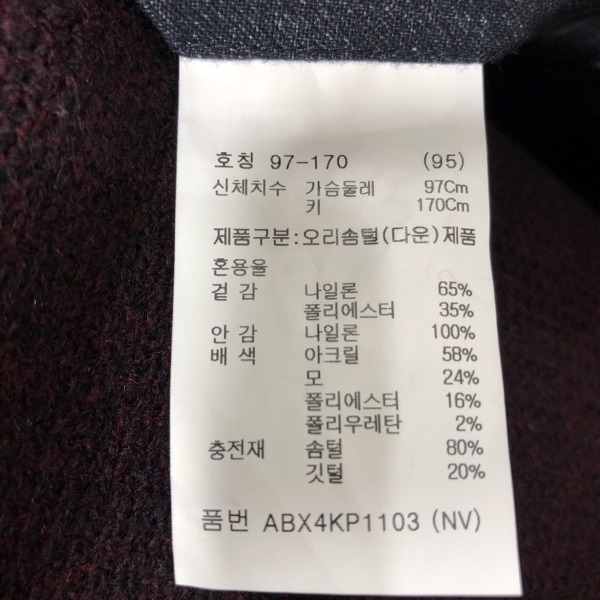 호칭 97-170 (95)
신체치수 가슴둘레 97Cm
키 170Cm
제품구분:오리솜털(다운)제품
혼용율
겉 감 나일론 65%
폴리에스터 35%
안 감 나일론 100%
배 색 아크릴 58%
모 24%
폴리에스터 16%
폴리우레탄 2%
충전재 솜털 80%
깃털 20%
품번 ABX4KP1103 (NV)